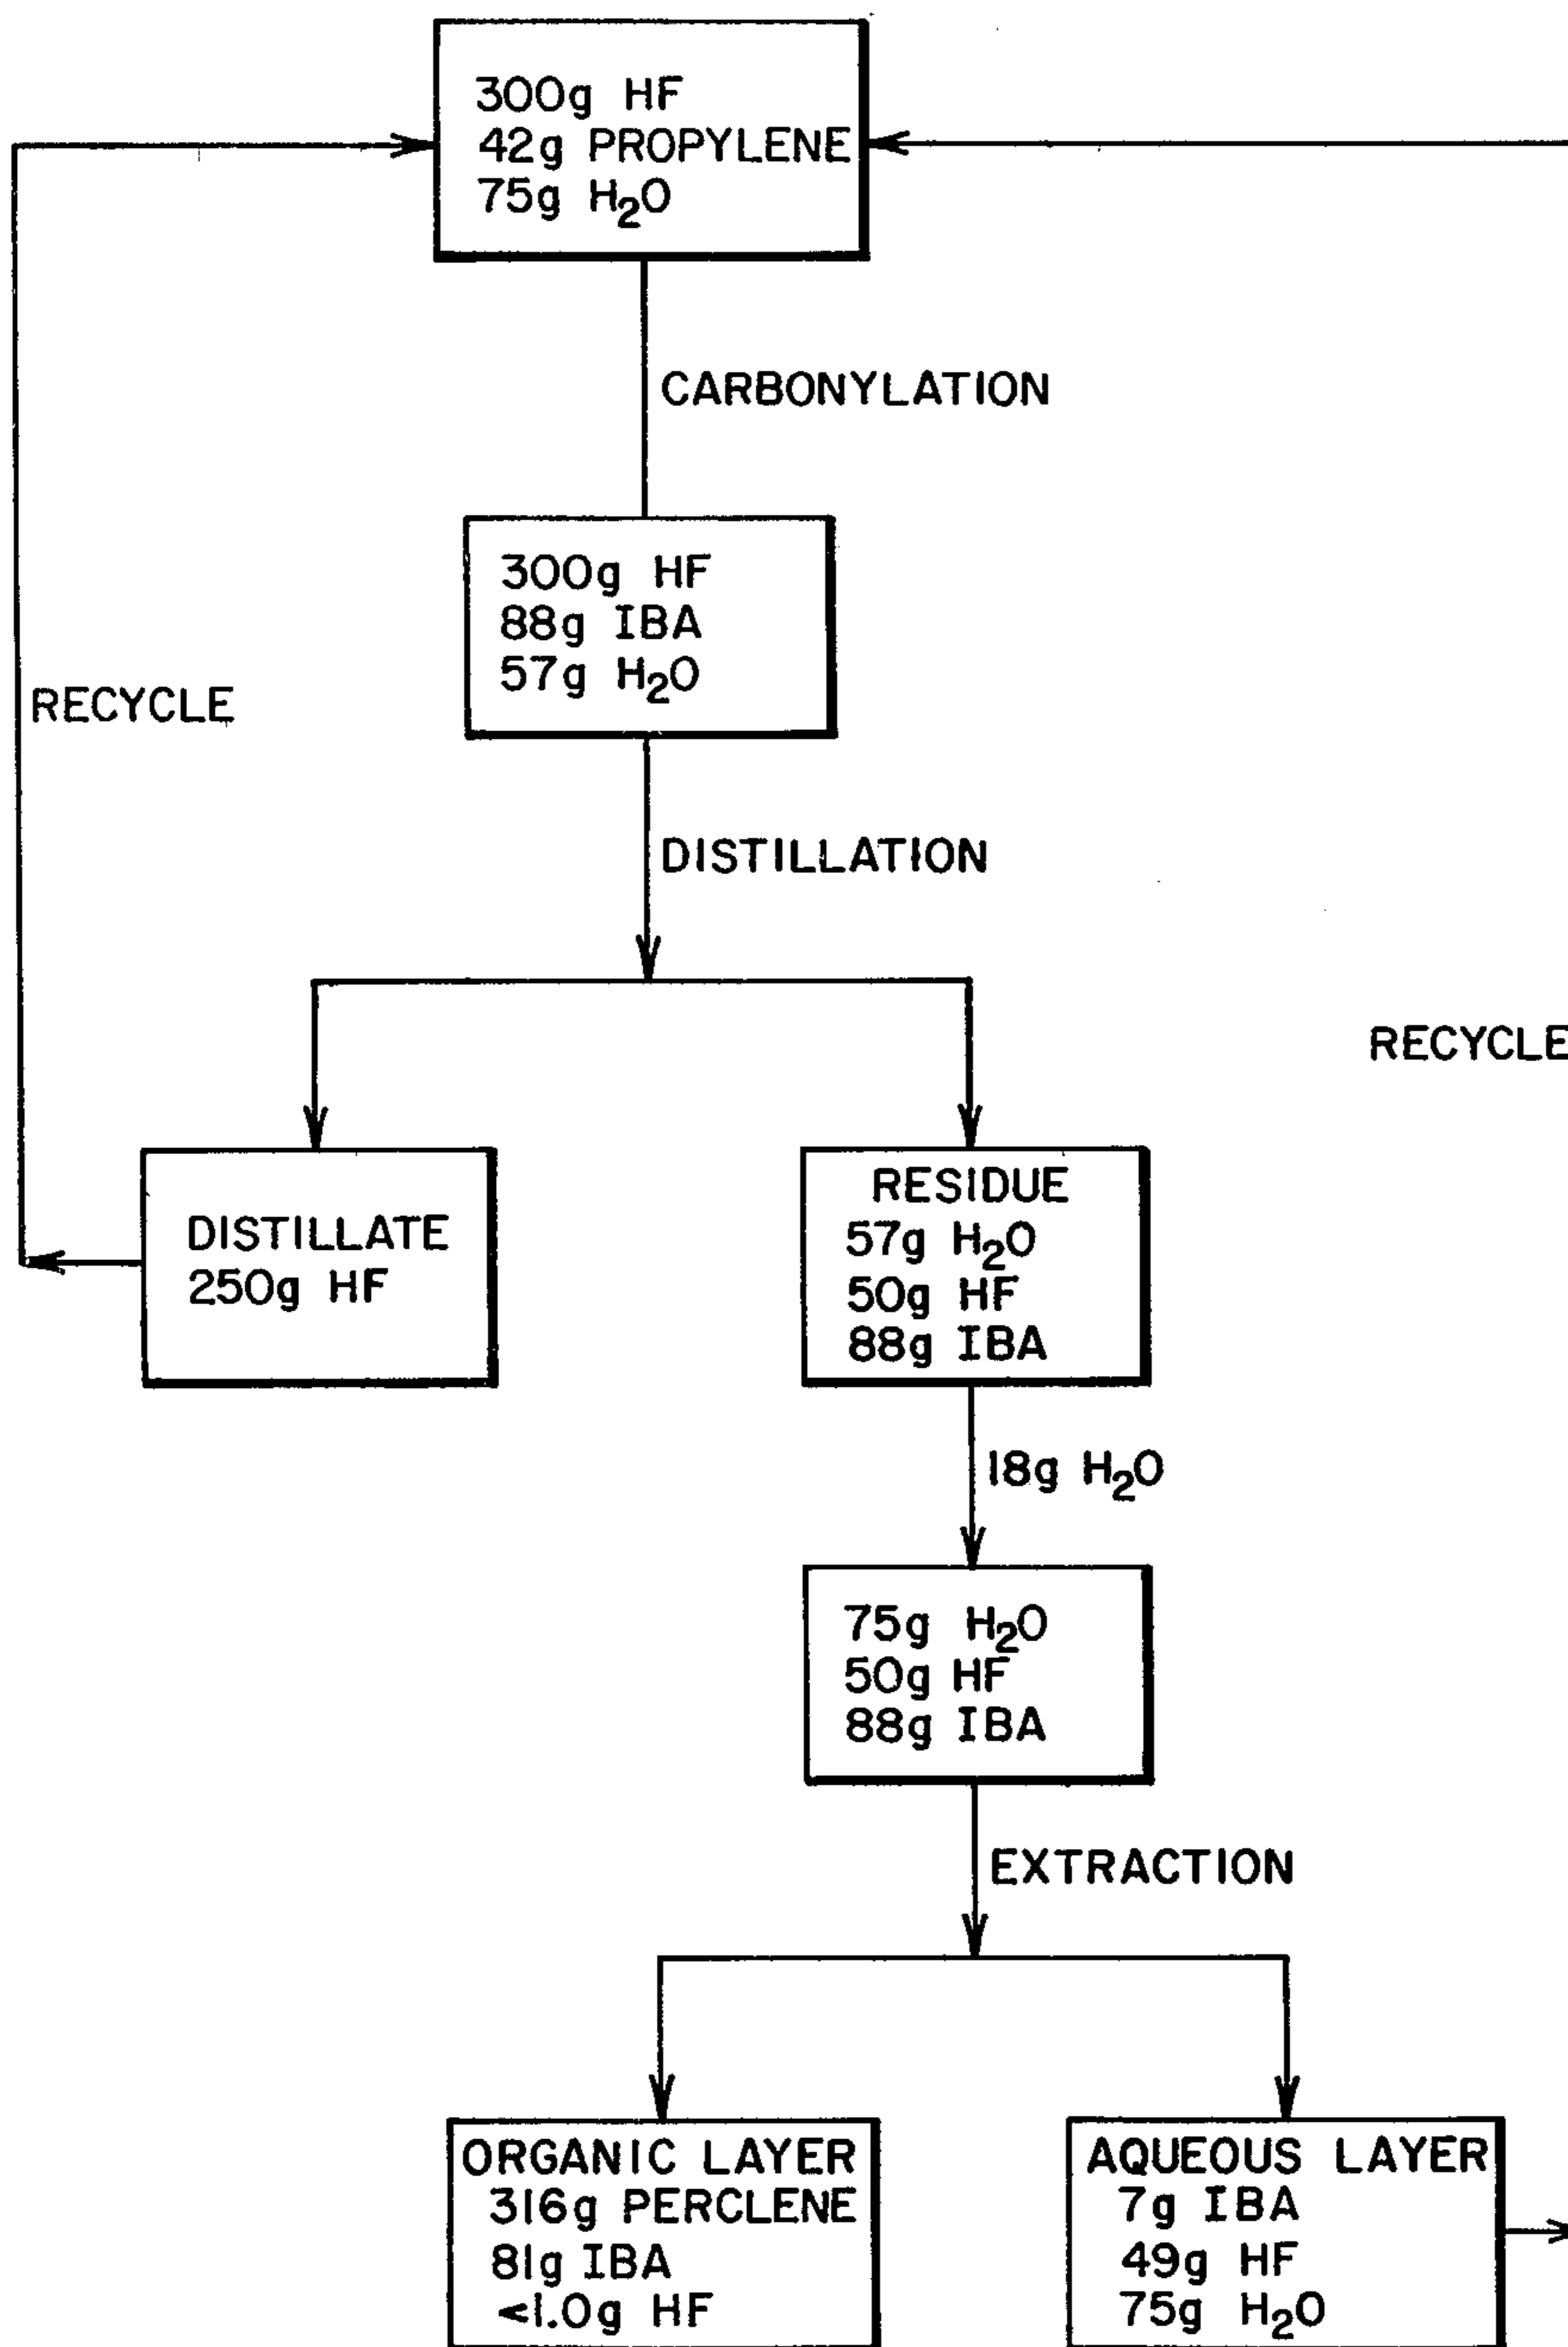 300g HF
42g PROPYLENE
75g H₂O
CARBONYLATION
300g HF
88g IBA
57g H₂O
RECYCLE
DISTILLATION
RECYCLE
DISTILLATE
250g HF
RESIDUE
57g H₂O
50g HF
88g IBA
18g H₂O
75g H₂O
50g HF
88g IBA
EXTRACTION
ORGANIC LAYER
316g PERCLENE
81g IBA
<1.0g HF
AQUEOUS LAYER
7g IBA
49g HF
75g H₂O